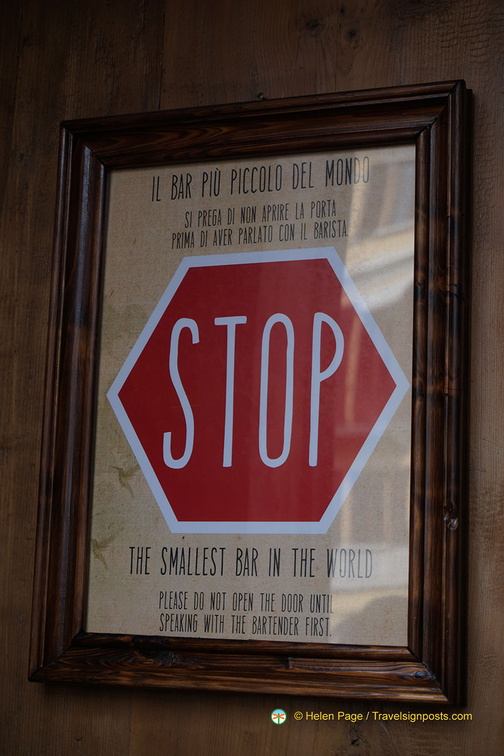 IL BAR PIÙ PICCOLO DEL MONDO
SI PREGA DI NON APRIRE LA PORTA
PRIMA DI AVER PARLATO CON IL BARISTA.
STOP
THE SMALLEST BAR IN THE WORLD
PLEASE DO NOT OPEN THE DOOR UNTIL
SPEAKING WITH THE BARTENDER FIRST.
© Helen Page / Travelsignposts.com